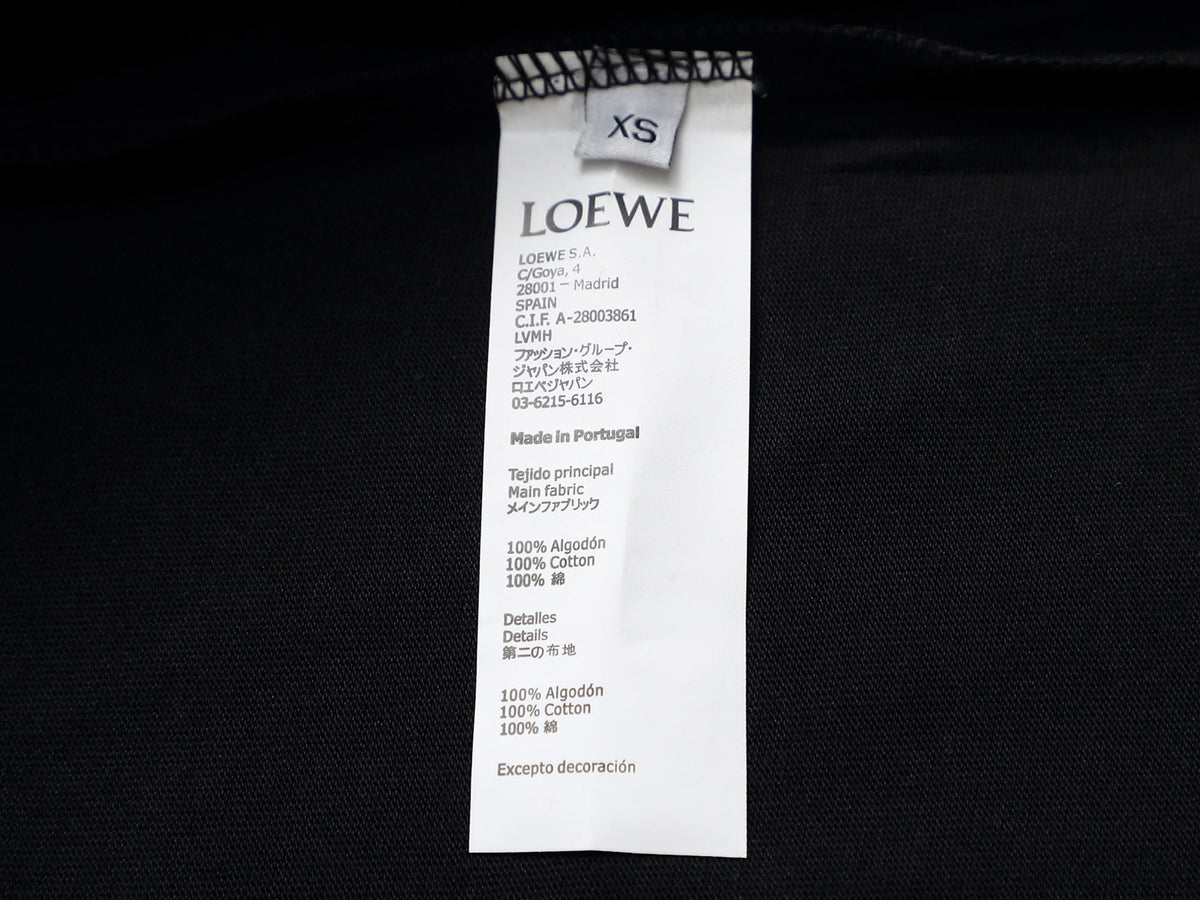 XS
LOEWE
LOEWE S.A.
C/Goya, 4
28001 – Madrid
SPAIN
C.I.F. A-28003861
LVMH
ファッション・グループ・
ジャパン株式会社
ロエベジャパン
03-6215-6116
Made in Portugal
Tejido principal
Main fabric
メインファブリック
100% Algodón
100% Cotton
100% 綿
Detalles
Details
第二の布地
100% Algodón
100% Cotton
100% 綿
Excepto decoración